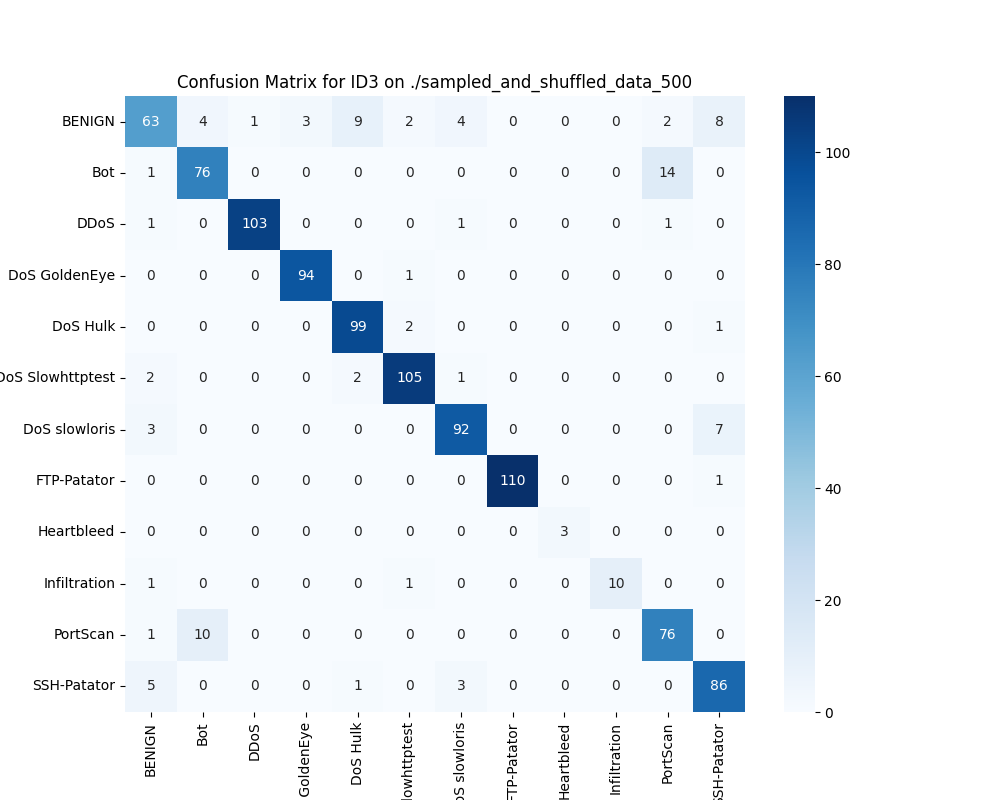 Confusion Matrix for ID3 on ./sampled_and_shuffled_data_500
BENIGN 63 4 1 3 9 2 4 0 0 0 2 8
Bot 1 76 0 0 0 0 0 0 0 0 14 0
DDoS 1 0 103 0 0 0 1 0 0 0 1 0
DoS GoldenEye 0 0 0 94 0 1 0 0 0 0 0 0
DoS Hulk 0 0 0 0 99 2 0 0 0 0 0 1
DoS Slowhttptest 2 0 0 0 2 105 1 0 0 0 0 0
DoS slowloris 3 0 0 0 0 0 92 0 0 0 0 7
FTP-Patator 0 0 0 0 0 0 0 110 0 0 0 1
Heartbleed 0 0 0 0 0 0 0 0 3 0 0 0
Infiltration 1 0 0 0 0 1 0 0 0 10 0 0
PortScan 1 10 0 0 0 0 0 0 0 0 76 0
SSH-Patator 5 0 0 0 1 0 3 0 0 0 0 86
BENIGN
Bot
DDoS
GoldenEye
DoS Hulk
lowhttptest
oS slowloris
FTP-Patator
Heartbleed
Infiltration
PortScan
SSH-Patator
100
80
60
40
20
0